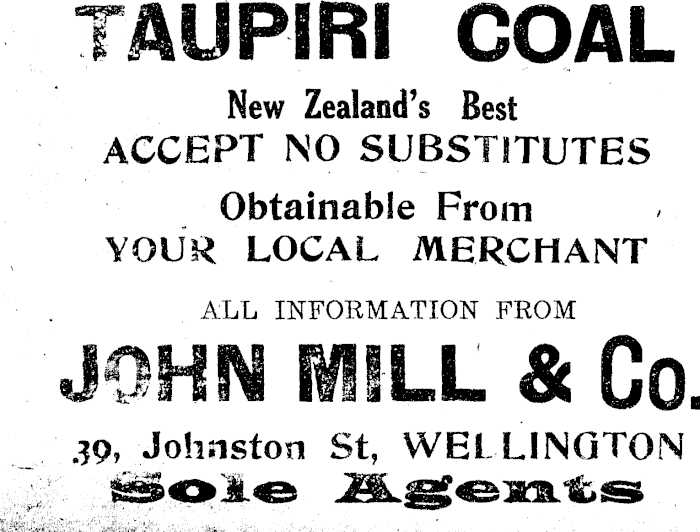 TAUPIRI COAL
New Zealand's Best
ACCEPT NO SUBSTITUTES
Obtainable From
YOUR LOCAL MERCHANT
ALL INFORMATION FROM
JOHN MILL & Co.
39, Johnston St, WELLINGTON
Sole Agents